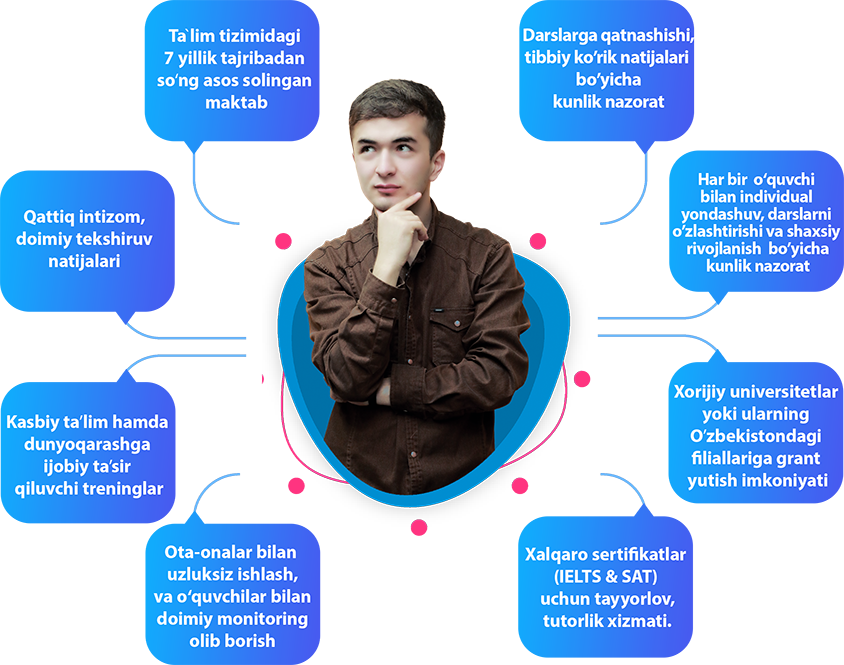 Ta`lim tizimidagi
7 yillik tajribadan
so‘ng asos solingan
maktab
Darslarga qatnashishi,
tibbiy ko’rik natijalari
bo’yicha
kunlik nazorat
Qattiq intizom,
doimiy tekshiruv
natijalari
Har bir o‘quvchi
bilan individual
yondashuv, darslarni
o’zlashtirishi va shaxsiy
rivojlanish bo’yicha
kunlik nazorat
Kasbiy ta’lim hamda
dunyoqarashga
ijobiy ta’sir
qiluvchi treninglar
Xorijiy universitetlar
yoki ularning
O’zbekistondagi
filiallariga grant
yutish imkoniyati
Ota-onalar bilan
uzluksiz ishlash,
va o‘quvchilar bilan
doimiy monitoring
olib borish
Xalqaro sertifikatlar
(IELTS & SAT)
uchun tayyorlov,
tutorlik xizmati.